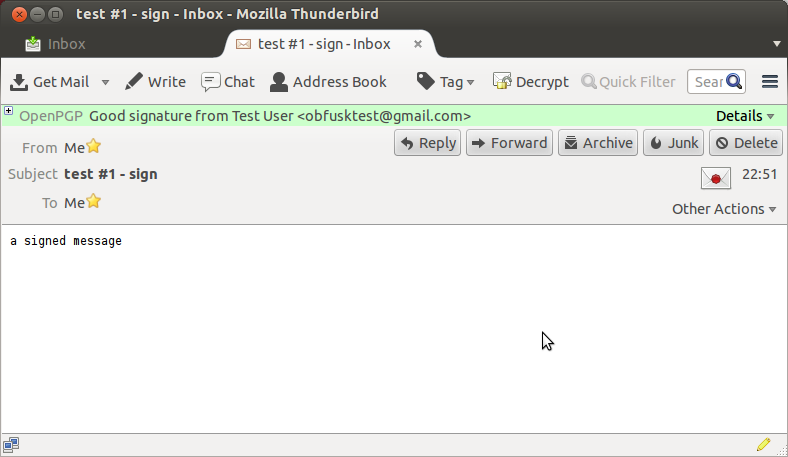 test #1 - sign - Inbox - Mozilla Thunderbird
Inbox
test #1 - sign - Inbox
Get Mail Write Chat Address Book Tag Decrypt Quick Filter Sear
OpenPGP Good signature from Test User <obfusktest@gmail.com> Details
From Me Reply Forward Archive Junk Delete
Subject test #1 - sign 22:51
To Me
Other Actions
a signed message